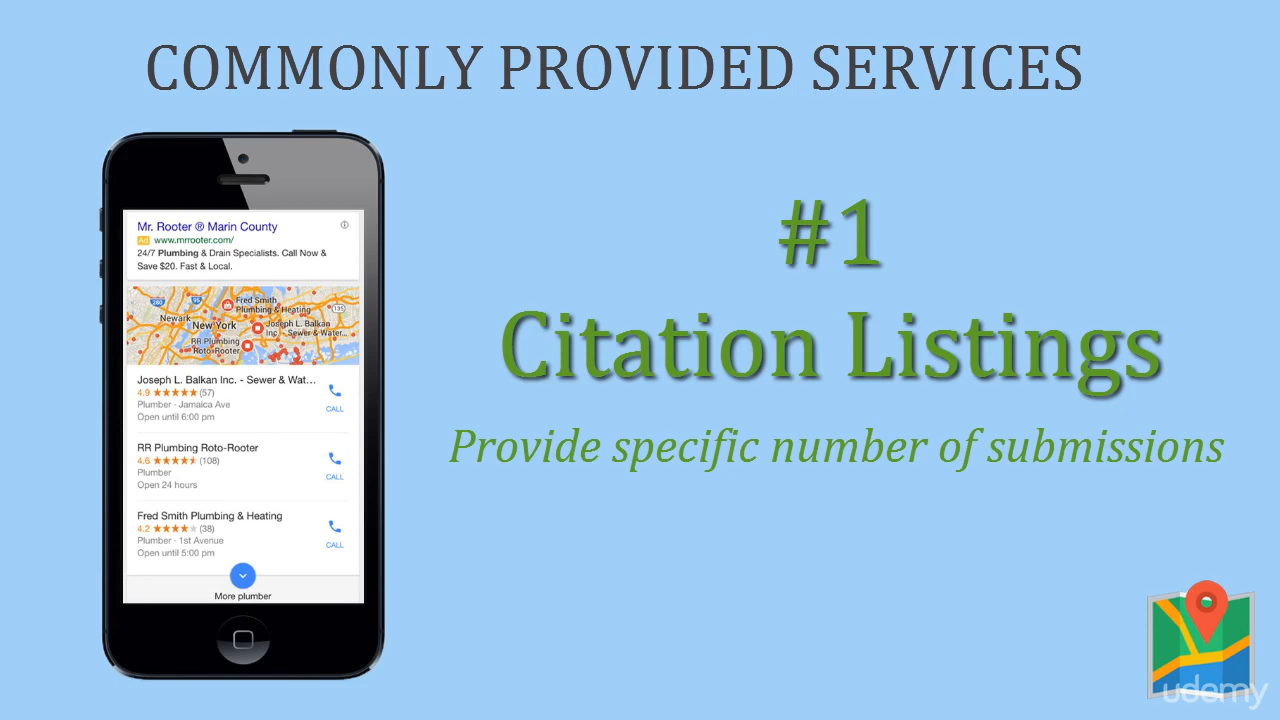 COMMONLY PROVIDED SERVICES
Mr. Rooter ® Marin County
Ad www.mrrooter.com/
24/7 Plumbing & Drain Specialists. Call Now &
Save $20. Fast & Local.
280
95
Fred Smith
Plumbing & Heating
135
Newark
New York
Joseph L. Balkan
Inc. - Sewer & Water...
RR Plumbing
Roto-Rooter
Joseph L. Balkan Inc. - Sewer & Wat...
4.9 (57)
Plumber · Jamaica Ave
Open until 6:00 pm
CALL
RR Plumbing Roto-Rooter
4.6 (108)
Plumber
Open 24 hours
CALL
Fred Smith Plumbing & Heating
4.2 (38)
Plumber · 1st Avenue
Open until 5:00 pm
CALL
More plumber
#1
Citation Listings
Provide specific number of submissions
udemy